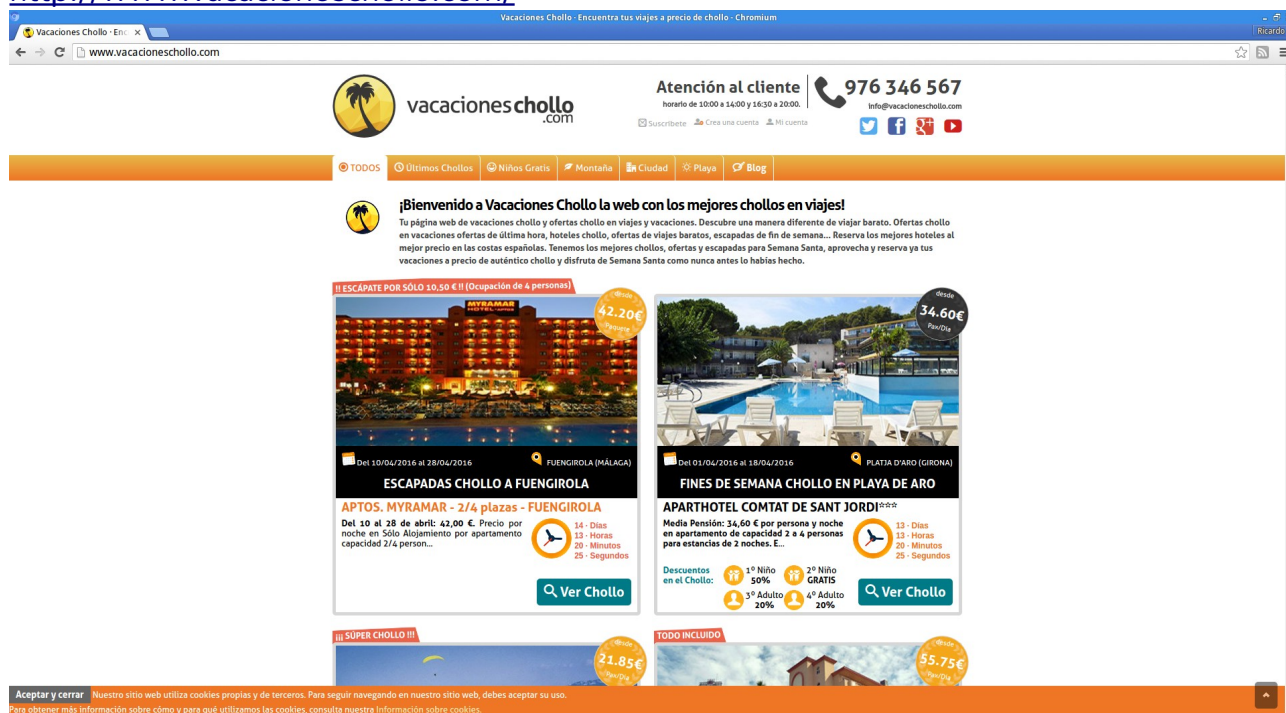 http://www.vacacioneschollo.com/
Vacaciones Chollo · Encuentra tus viajes a precio de chollo - Chromium
Ricardo
Vacaciones Chollo · Enc
www.vacacioneschollo.com
vacaciones chollo
.com
Atención al cliente
horario de 10:00 a 14:00 y 16:30 a 20:00.
Suscríbete Crea una cuenta Mi cuenta
976 346 567
info@vacacioneschollo.com
TODOS Últimos Chollos Niños Gratis Montaña Ciudad Playa Blog
¡Bienvenido a Vacaciones Chollo la web con los mejores chollos en viajes!
Tu página web de vacaciones chollo y ofertas chollo en viajes y vacaciones. Descubre una manera diferente de viajar barato. Ofertas chollo
en vacaciones ofertas de última hora, hoteles chollo, ofertas de viajes baratos, escapadas de fin de semana... Reserva los mejores hoteles al
mejor precio en las costas españolas. Tenemos los mejores chollos, ofertas y escapadas para Semana Santa, aprovecha y reserva ya tus
vacaciones a precio de auténtico chollo y disfruta de Semana Santa como nunca antes lo habías hecho.
!! ESCÁPATE POR SÓLO 10,50 € !! (Ocupación de 4 personas)
desde
42.20€
Paquete
MYRAMAR
HOTEL-APTOS
Del 10/04/2016 al 28/04/2016
FUENGIROLA (MÁLAGA)
ESCAPADAS CHOLLO A FUENGIROLA
APTOS. MYRAMAR - 2/4 plazas - FUENGIROLA
Del 10 al 28 de abril: 42,00 €. Precio por
noche en Sólo Alojamiento por apartamento
capacidad 2/4 person...
14 - Días
13 - Horas
20 - Minutos
25 - Segundos
Ver Chollo
desde
34.60€
Pax/Día
Del 01/04/2016 al 18/04/2016
PLATJA D'ARO (GIRONA)
FINES DE SEMANA CHOLLO EN PLAYA DE ARO
APARTHOTEL COMTAT DE SANT JORDI***
Media Pensión: 34,60 € por persona y noche
en apartamento de capacidad 2 a 4 personas
para estancias de 2 noches. E...
13 - Días
13 - Horas
20 - Minutos
25 - Segundos
Descuentos
en el Chollo:
1º Niño
50%
2º Niño
GRATIS
3º Adulto
20%
4º Adulto
20%
Ver Chollo
¡¡¡ SÚPER CHOLLO !!!
desde
21.85€
Pax/Día
TODO INCLUIDO
desde
55.75€
Pax/Día
Aceptar y cerrar Nuestro sitio web utiliza cookies propias y de terceros. Para seguir navegando en nuestro sitio web, debes aceptar su uso.
Para obtener más información sobre cómo y para qué utilizamos las cookies, consulta nuestra Información sobre cookies.